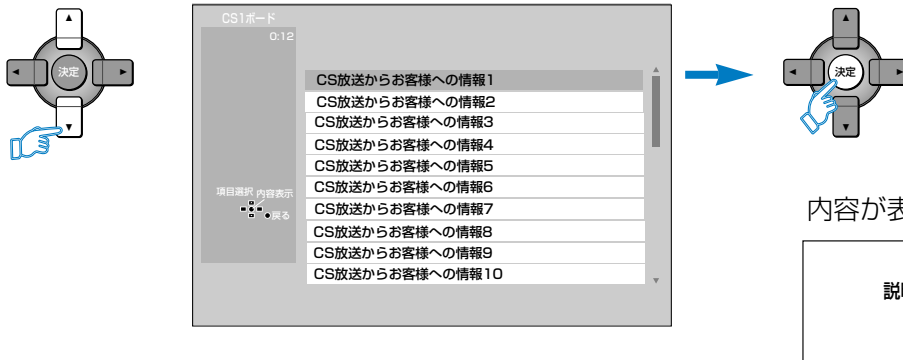 決定
CS1ボード
0:12
CS放送からお客様への情報1
CS放送からお客様への情報2
CS放送からお客様への情報3
CS放送からお客様への情報4
CS放送からお客様への情報5
CS放送からお客様への情報6
CS放送からお客様への情報7
CS放送からお客様への情報8
CS放送からお客様への情報9
CS放送からお客様への情報10
項目選択 内容表示
戻る
決定
内容が表
説